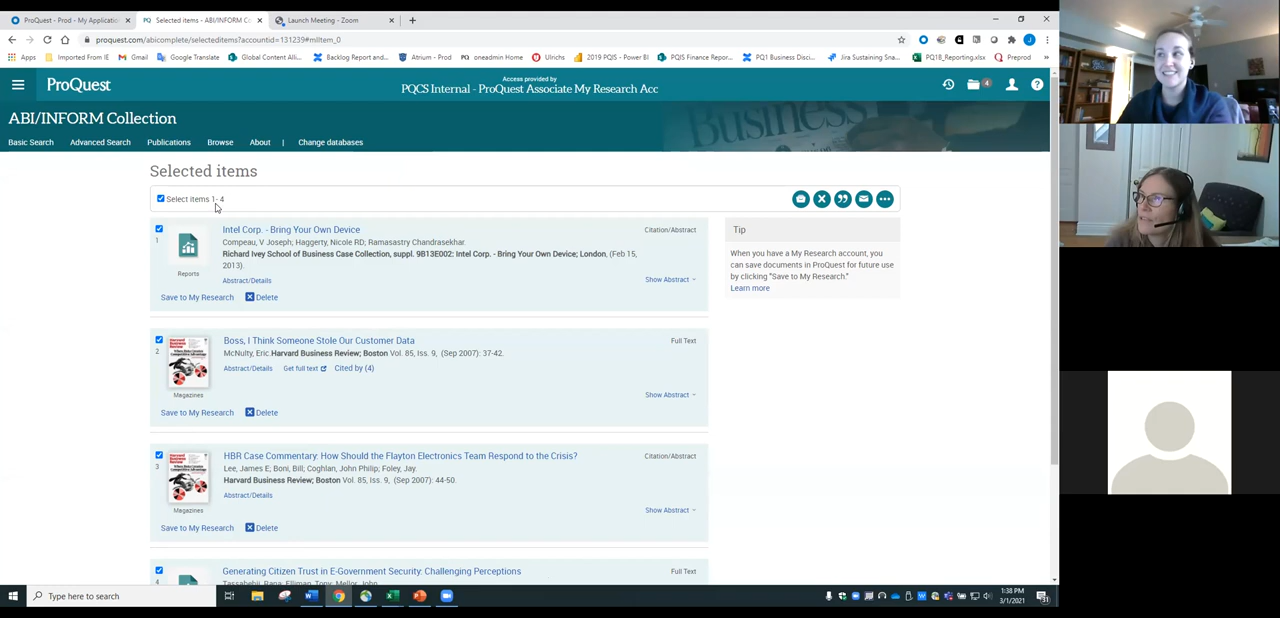 ProQuest - Prod - My Applicatio
Selected items - ABI/INFORM Co
Launch Meeting - Zoom
proquest.com/abicomplete/selecteditems?accountid=131239#mlItem_0
Apps
Imported From IE
Gmail
Google Translate
Global Content Alli...
Backlog Report and...
Atrium - Prod
oneadmin Home
Ulrichs
2019 PQIS - Power BI
PQIS Finance Repor...
PQ1 Business Disci...
Jira Sustaining Sna...
PQ18_Reporting.xlsx
Preprod
ProQuest
Access provided by
PQCS Internal - ProQuest Associate My Research Acc
4
ABI/INFORM Collection
Business
Basic Search
Advanced Search
Publications
Browse
About
|
Change databases
Selected items
Select items 1- 4
Tip
When you have a My Research account, you
can save documents in ProQuest for future use
by clicking "Save to My Research."
Learn more
1
Intel Corp. - Bring Your Own Device
Citation/Abstract
Compeau, V Joseph; Haggerty, Nicole RD; Ramasastry Chandrasekhar.
Richard Ivey School of Business Case Collection, suppl. 9B13E002: Intel Corp. - Bring Your Own Device; London, (Feb 15,
2013).
Reports
Abstract/Details
Show Abstract
Save to My Research
Delete
2
Boss, I Think Someone Stole Our Customer Data
Full Text
McNulty, Eric.Harvard Business Review; Boston Vol. 85, Iss. 9, (Sep 2007): 37-42.
Abstract/Details
Get full text
Cited by (4)
Magazines
Show Abstract
Save to My Research
Delete
3
HBR Case Commentary: How Should the Flayton Electronics Team Respond to the Crisis?
Citation/Abstract
Lee, James E; Boni, Bill; Coghlan, John Philip; Foley, Jay.
Harvard Business Review; Boston Vol. 85, Iss. 9, (Sep 2007): 44-50.
Abstract/Details
Magazines
Show Abstract
Save to My Research
Delete
4
Generating Citizen Trust in E-Government Security: Challenging Perceptions
Full Text
Type here to search
1:38 PM
3/1/2021
31